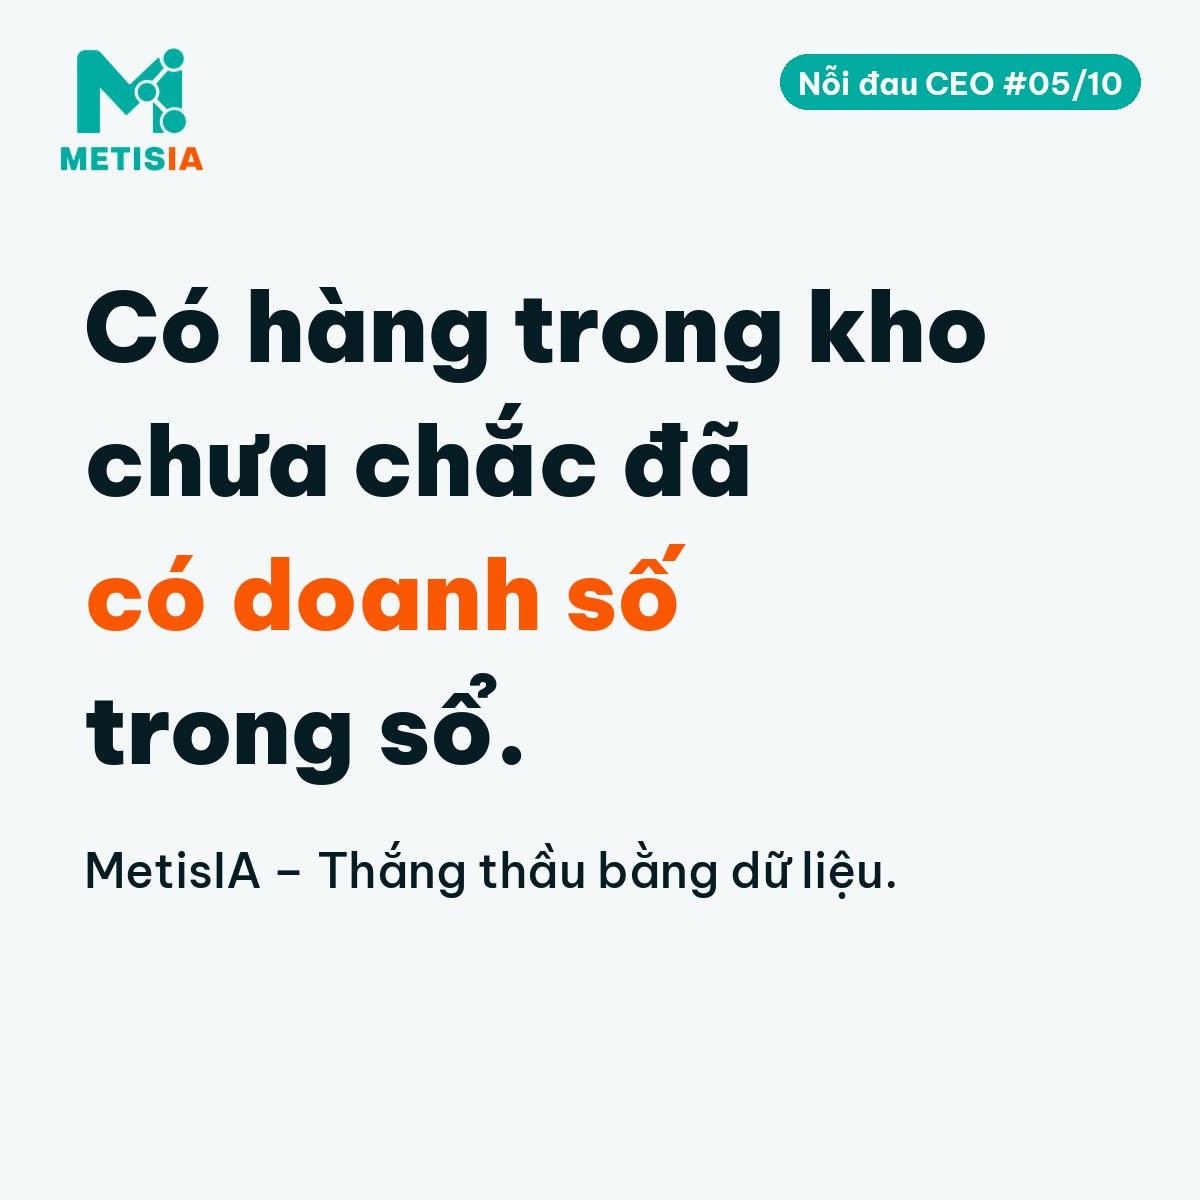 METISIA
Nỗi đau CEO #05/10
Có hàng trong kho
chưa chắc đã
có doanh số
trong sổ.
MetisIA – Thắng thầu bằng dữ liệu.